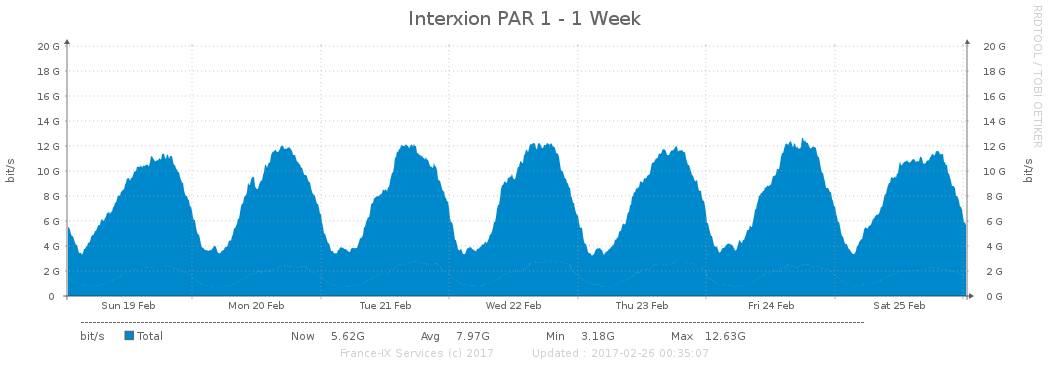 Interxion PAR 1 - 1 Week
RRDTOOL / TOBI OETIKER
bit/s
20 G 20 G
18 G 18 G
16 G 16 G
14 G 14 G
12 G 12 G
10 G 10 G
8 G 8 G
6 G 6 G
4 G 4 G
2 G 2 G
0 0 G
bit/s
Sun 19 Feb Mon 20 Feb Tue 21 Feb Wed 22 Feb Thu 23 Feb Fri 24 Feb Sat 25 Feb
bit/s Total Now 5.62G Avg 7.97G Min 3.18G Max 12.63G
France-IX Services (c) 2017 Updated : 2017-02-26 00:35:07